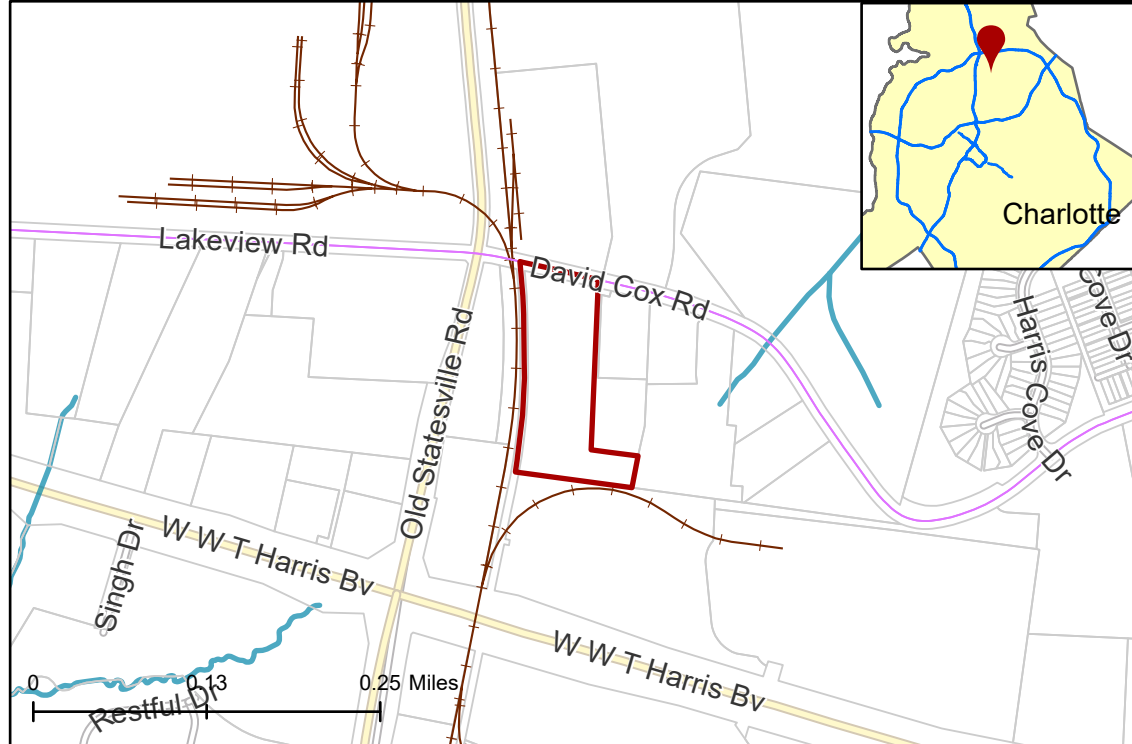 Charlotte
Lakeview Rd
David Cox Rd
Old Statesville Rd
Harris Cove Dr
Cove Dr
W W T Harris Bv
Singh Dr
W W T Harris Bv
Restful Dr
0 0.13 0.25 Miles